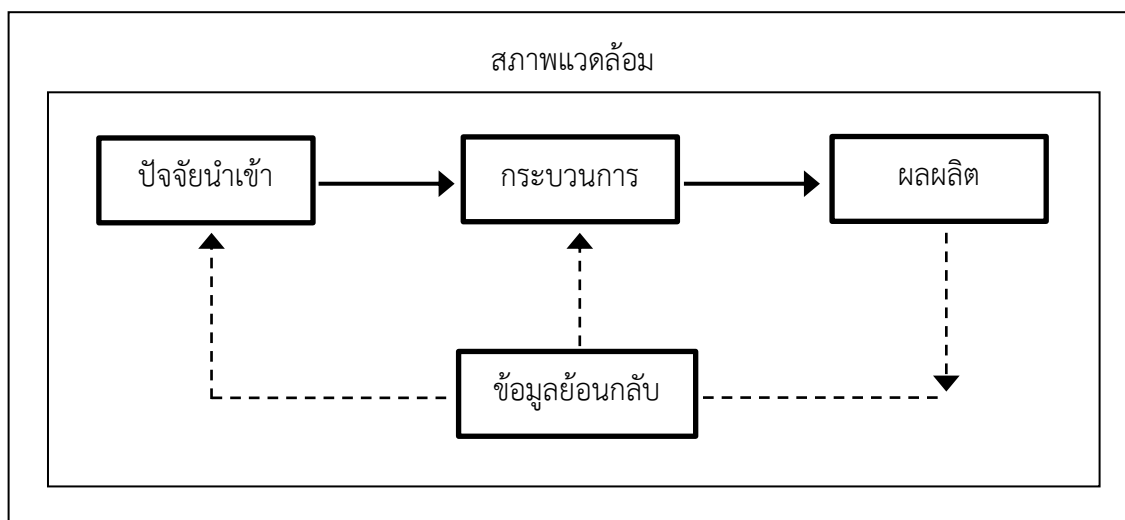 สภาพแวดล้อม
ปัจจัยนำเข้า
กระบวนการ
ผลผลิต
ข้อมูลย้อนกลับ